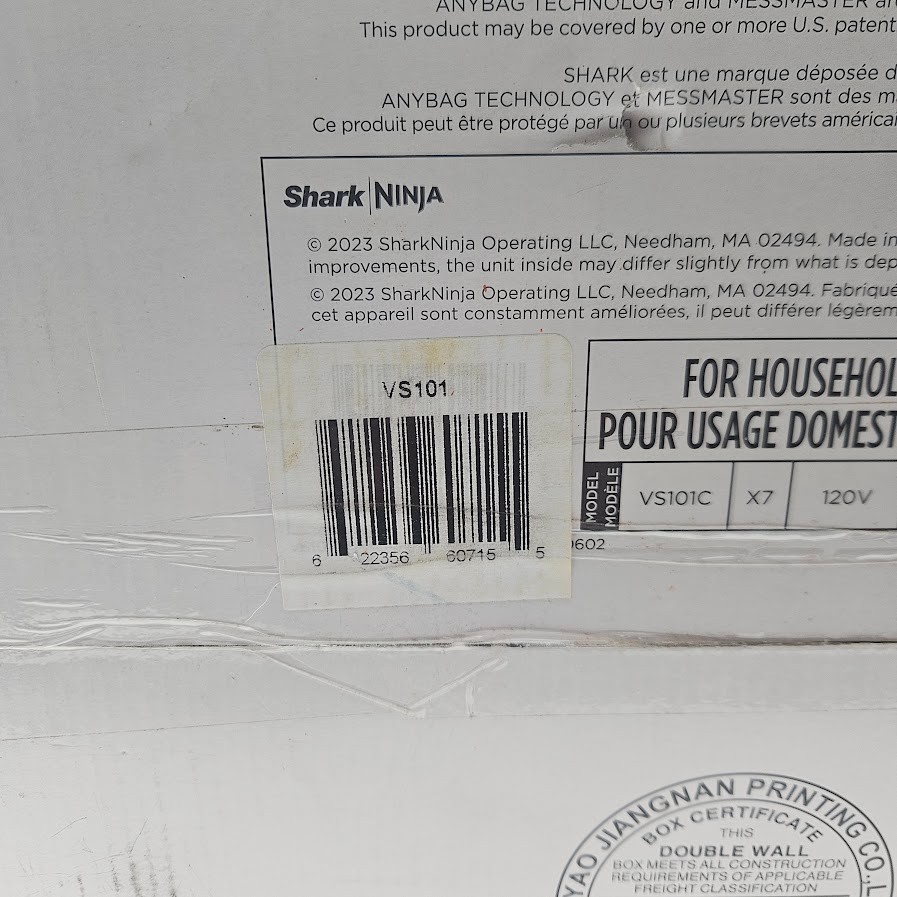 ANYBAG TECHNOLOGY and MESSMASTER
This product may be covered by one or more U.S. patent
SHARK est une marque déposée d
ANYBAG TECHNOLOGY et MESSMASTER sont des m
Ce produit peut être protégé par un ou plusieurs brevets américai
Shark | NINJA
© 2023 SharkNinja Operating LLC, Needham, MA 02494. Made in
improvements, the unit inside may differ slightly from what is dep
© 2023 SharkNinja Operating LLC, Needham, MA 02494. Fabriqué
cet appareil sont constamment améliorées, il peut différer légèrem
VS101
6 22356 60715 5
FOR HOUSEHOL
POUR USAGE DOMEST
MODEL
MODÈLE
VS101C X7 120V
0602
YAO JIANGNAN PRINTING CO.,L
BOX CERTIFICATE
THIS
DOUBLE WALL
BOX MEETS ALL CONSTRUCTION
REQUIREMENTS OF APPLICABLE
FREIGHT CLASSIFICATION